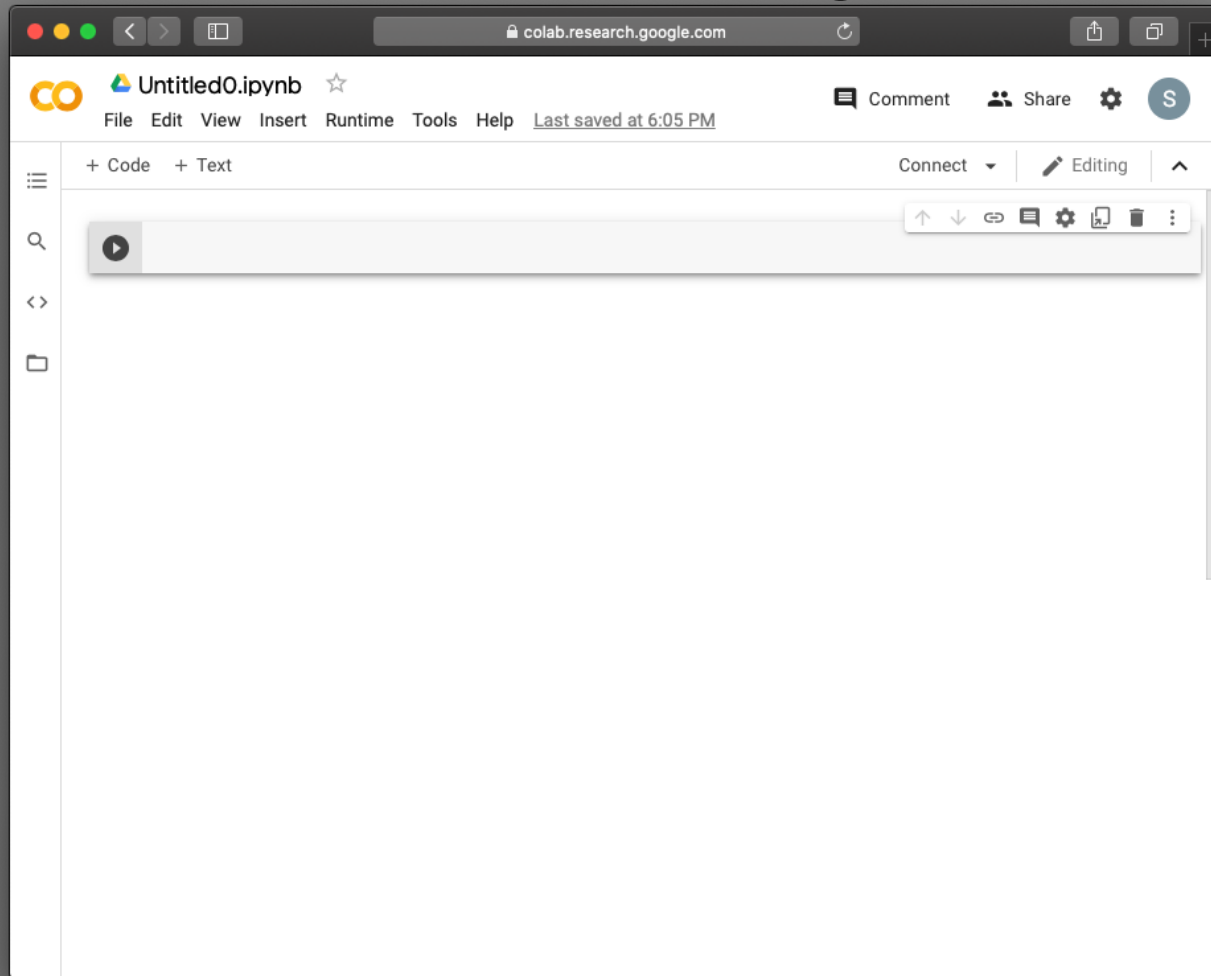 colab.research.google.com
Untitled0.ipynb
Comment Share S
File Edit View Insert Runtime Tools Help Last saved at 6:05 PM
+ Code + Text Connect Editing